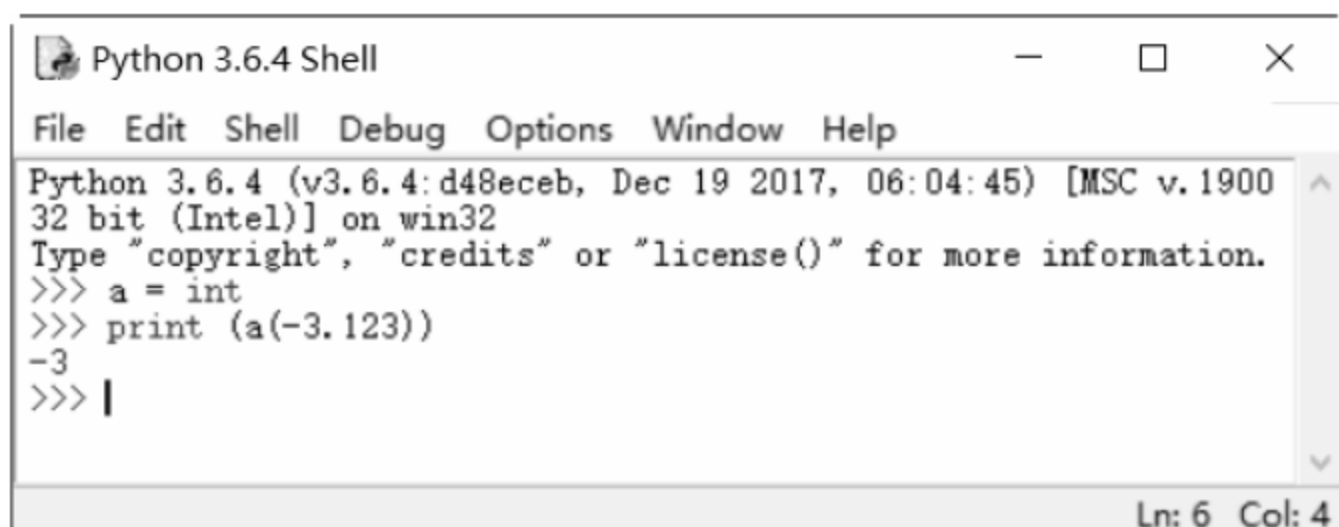 Python 3.6.4 Shell
File Edit Shell Debug Options Window Help
Python 3.6.4 (v3.6.4:d48eceb, Dec 19 2017, 06:04:45) [MSC v.1900
32 bit (Intel)] on win32
Type "copyright", "credits" or "license()" for more information.
>>> a = int
>>> print (a(-3.123))
-3
>>>
Ln: 6 Col: 4